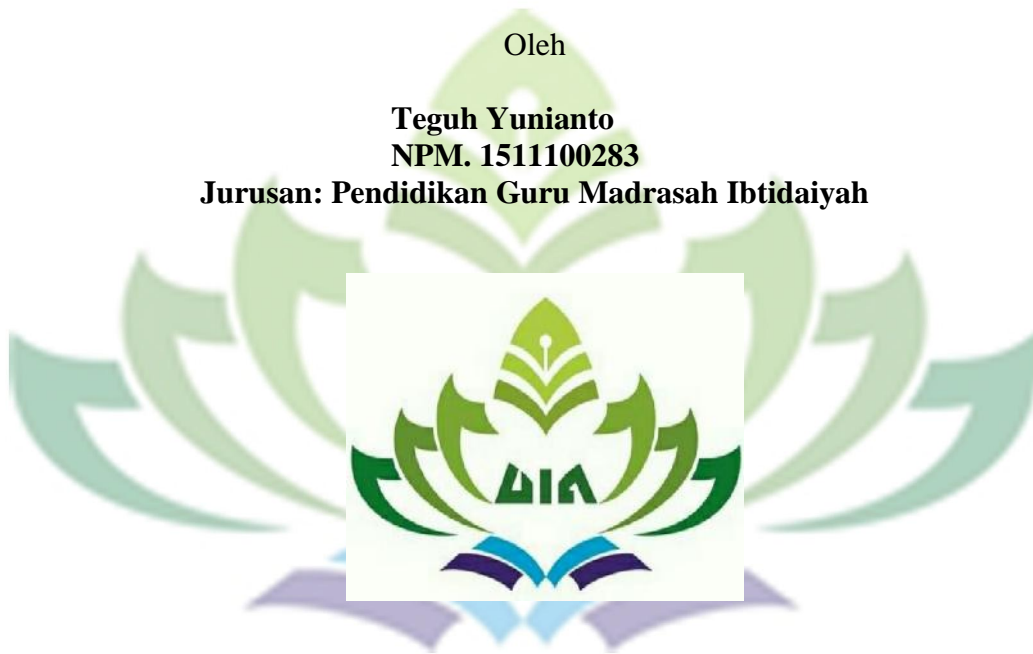 Oleh
Teguh Yunianto
NPM. 1511100283
Jurusan: Pendidikan Guru Madrasah Ibtidaiyah
UIN